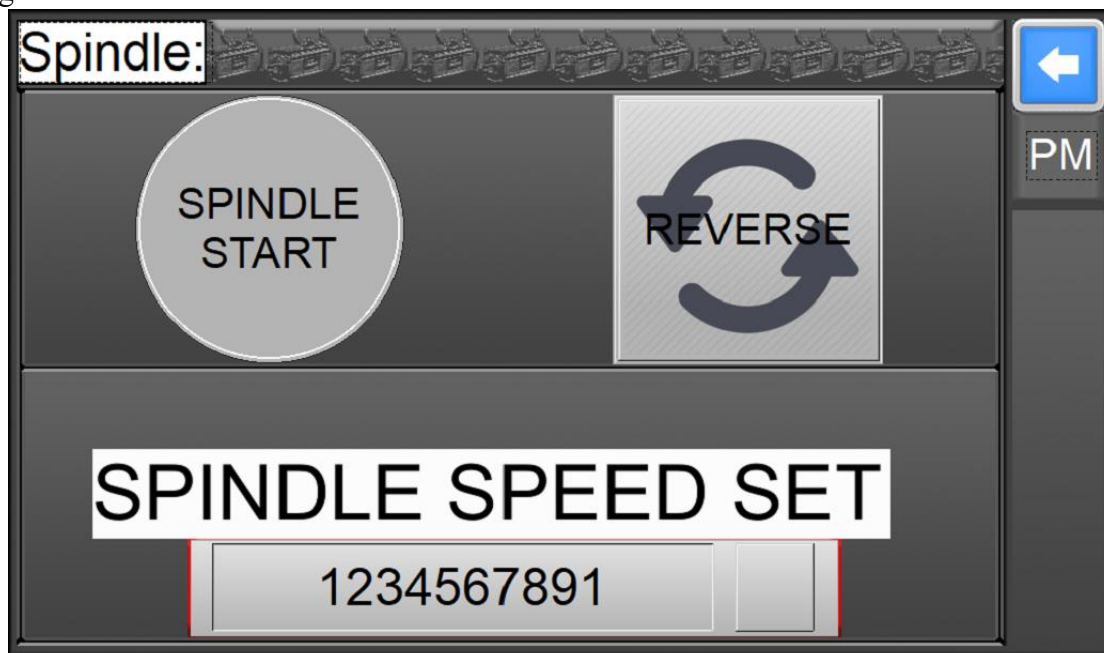 Spindle:
PM
SPINDLE
START
REVERSE
SPINDLE SPEED SET
1234567891